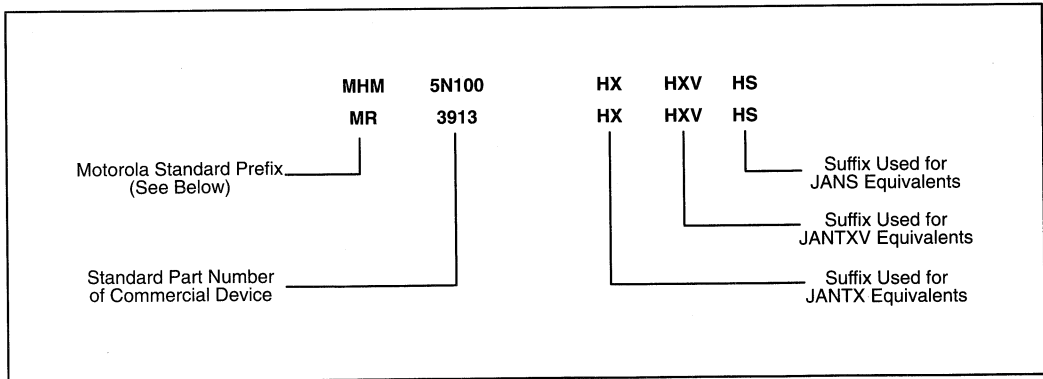 MHM 5N100 HX HXV HS
MR 3913 HX HXV HS
Motorola Standard Prefix
(See Below)
Suffix Used for
JANS Equivalents
Suffix Used for
JANTXV Equivalents
Standard Part Number
of Commercial Device
Suffix Used for
JANTX Equivalents